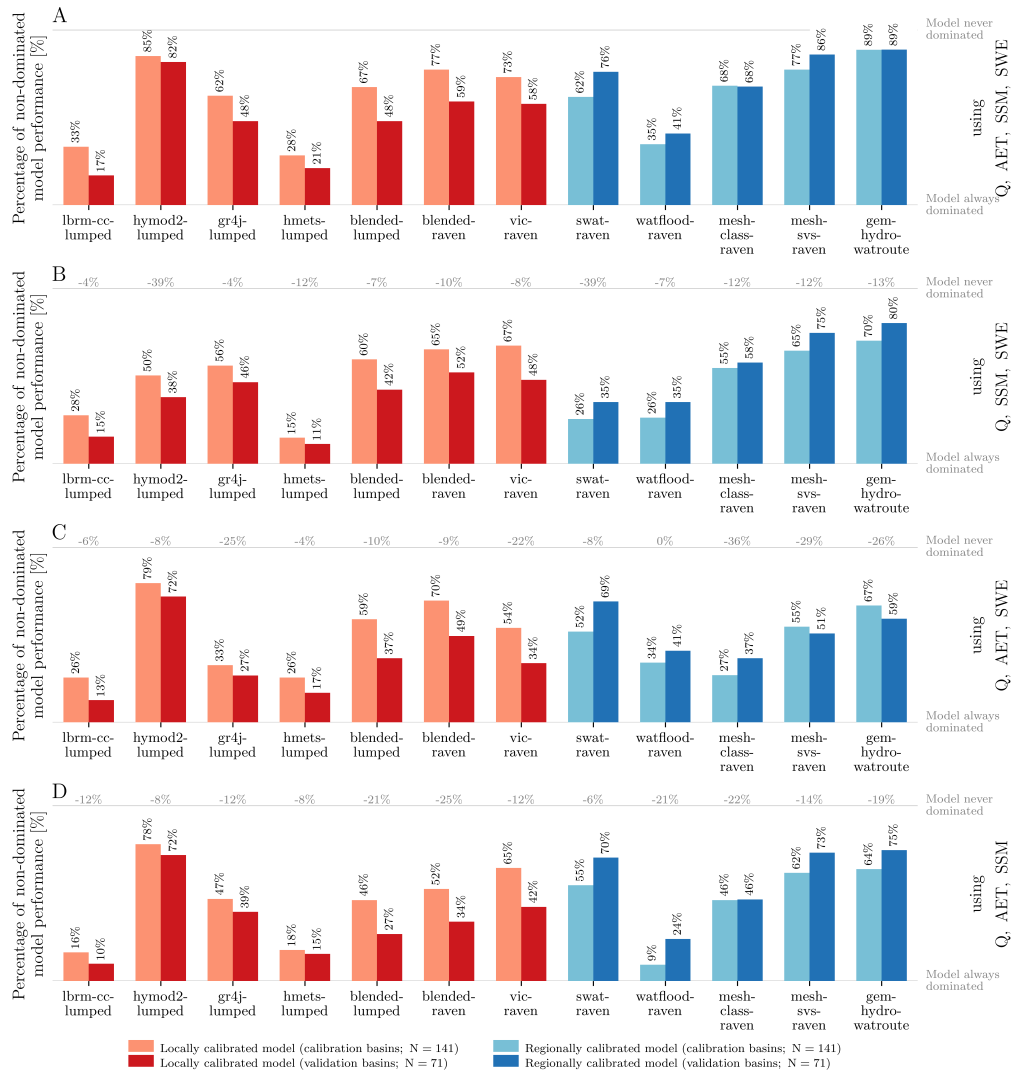 A
Model never
dominated
Percentage of non-dominated
model performance [%]
33%
17%
85%
82%
62%
48%
28%
21%
67%
48%
77%
59%
73%
58%
62%
76%
35%
41%
68%
68%
77%
86%
89%
89%
using
Q, AET, SSM, SWE
Model always
dominated
lbrm-cc-
lumped
hymod2-
lumped
gr4j-
lumped
hmets-
lumped
blended-
lumped
blended-
raven
vic-
raven
swat-
raven
watflood-
raven
mesh-
class-
raven
mesh-
svs-
raven
gem-
hydro-
watroute
B
-4%
-39%
-4%
-12%
-7%
-10%
-8%
-39%
-7%
-12%
-12%
-13%
Model never
dominated
Percentage of non-dominated
model performance [%]
28%
15%
50%
38%
56%
46%
15%
11%
60%
42%
65%
52%
67%
48%
26%
35%
26%
35%
55%
58%
65%
75%
70%
80%
using
Q, SSM, SWE
Model always
dominated
lbrm-cc-
lumped
hymod2-
lumped
gr4j-
lumped
hmets-
lumped
blended-
lumped
blended-
raven
vic-
raven
swat-
raven
watflood-
raven
mesh-
class-
raven
mesh-
svs-
raven
gem-
hydro-
watroute
C
-6%
-8%
-25%
-4%
-10%
-9%
-22%
-8%
0%
-36%
-29%
-26%
Model never
dominated
Percentage of non-dominated
model performance [%]
26%
13%
79%
72%
33%
27%
26%
17%
59%
37%
70%
49%
54%
34%
52%
69%
34%
41%
27%
37%
55%
51%
67%
59%
using
Q, AET, SWE
Model always
dominated
lbrm-cc-
lumped
hymod2-
lumped
gr4j-
lumped
hmets-
lumped
blended-
lumped
blended-
raven
vic-
raven
swat-
raven
watflood-
raven
mesh-
class-
raven
mesh-
svs-
raven
gem-
hydro-
watroute
D
-12%
-8%
-12%
-8%
-21%
-25%
-12%
-6%
-21%
-22%
-14%
-19%
Model never
dominated
Percentage of non-dominated
model performance [%]
16%
10%
78%
72%
47%
39%
18%
15%
46%
27%
52%
34%
65%
42%
55%
70%
9%
24%
46%
46%
62%
73%
64%
75%
using
Q, AET, SSM
Model always
dominated
lbrm-cc-
lumped
hymod2-
lumped
gr4j-
lumped
hmets-
lumped
blended-
lumped
blended-
raven
vic-
raven
swat-
raven
watflood-
raven
mesh-
class-
raven
mesh-
svs-
raven
gem-
hydro-
watroute
Locally calibrated model (calibration basins; N = 141)
Locally calibrated model (validation basins; N = 71)
Regionally calibrated model (calibration basins; N = 141)
Regionally calibrated model (validation basins; N = 71)